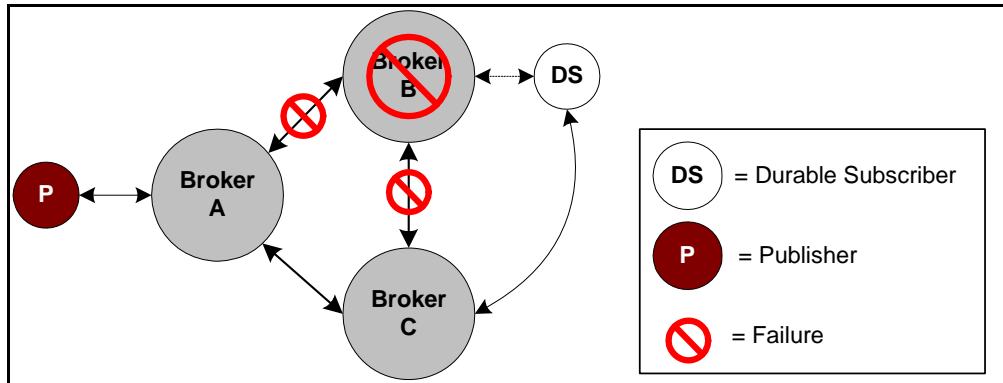 P
Broker
A
Broker
B
DS
Broker
C
DS = Durable Subscriber
P = Publisher
= Failure